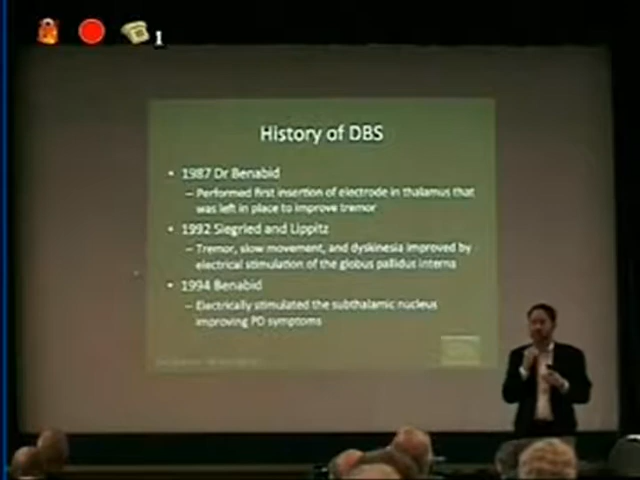 1
History of DBS
• 1987 Dr Benabid
– Performed first insertion of electrode in thalamus that
was left in place to improve tremor
• 1992 Siegried and Lippitz
– Tremor, slow movement, and dyskinesia improved by
electrical stimulation of the globus pallidus interna
• 1994 Benabid
– Electrically stimulated the subthalamic nucleus
improving PD symptoms